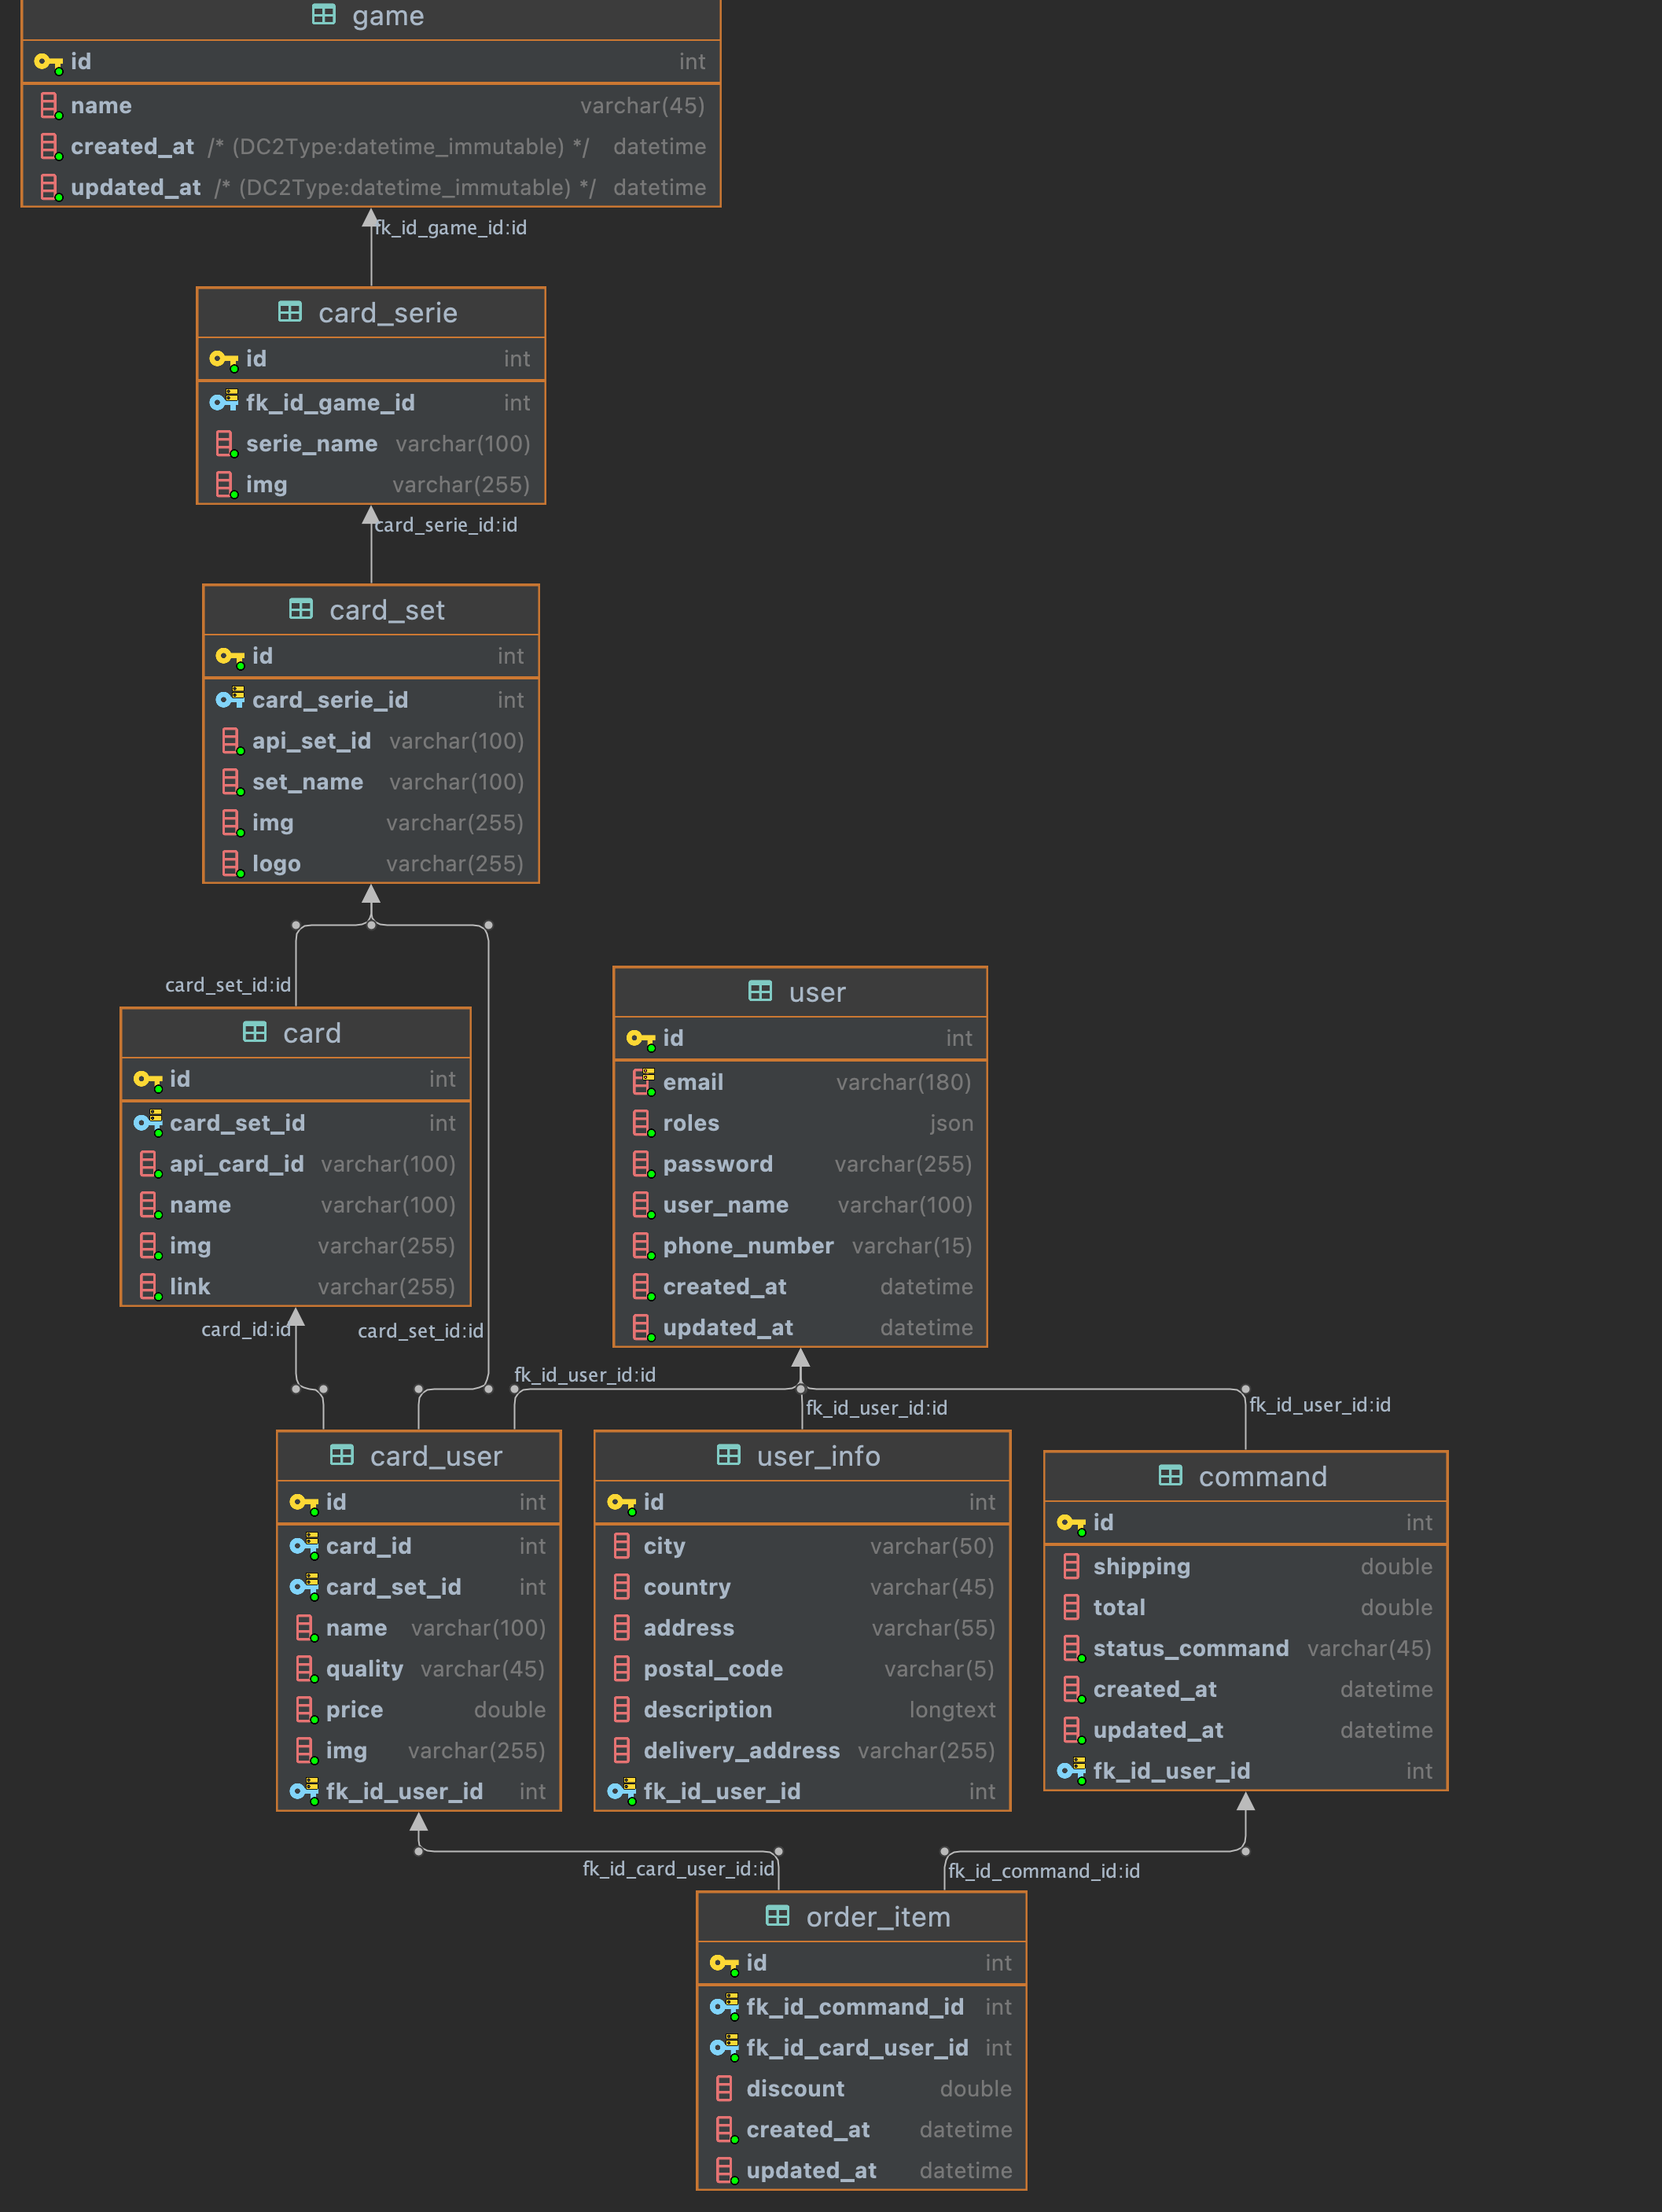 game
id int
name varchar(45)
created_at /* (DC2Type:datetime_immutable) */ datetime
updated_at /* (DC2Type:datetime_immutable) */ datetime
fk_id_game_id:id
card_serie
id int
fk_id_game_id int
serie_name varchar(100)
img varchar(255)
card_serie_id:id
card_set
id int
card_serie_id int
api_set_id varchar(100)
set_name varchar(100)
img varchar(255)
logo varchar(255)
card_set_id:id
card
id int
card_set_id int
api_card_id varchar(100)
name varchar(100)
img varchar(255)
link varchar(255)
card_id:id
card_set_id:id
user
id int
email varchar(180)
roles json
password varchar(255)
user_name varchar(100)
phone_number varchar(15)
created_at datetime
updated_at datetime
fk_id_user_id:id
fk_id_user_id:id
fk_id_user_id:id
card_user
id int
card_id int
card_set_id int
name varchar(100)
quality varchar(45)
price double
img varchar(255)
fk_id_user_id int
user_info
id int
city varchar(50)
country varchar(45)
address varchar(55)
postal_code varchar(5)
description longtext
delivery_address varchar(255)
fk_id_user_id int
command
id int
shipping double
total double
status_command varchar(45)
created_at datetime
updated_at datetime
fk_id_user_id int
fk_id_card_user_id:id
fk_id_command_id:id
order_item
id int
fk_id_command_id int
fk_id_card_user_id int
discount double
created_at datetime
updated_at datetime